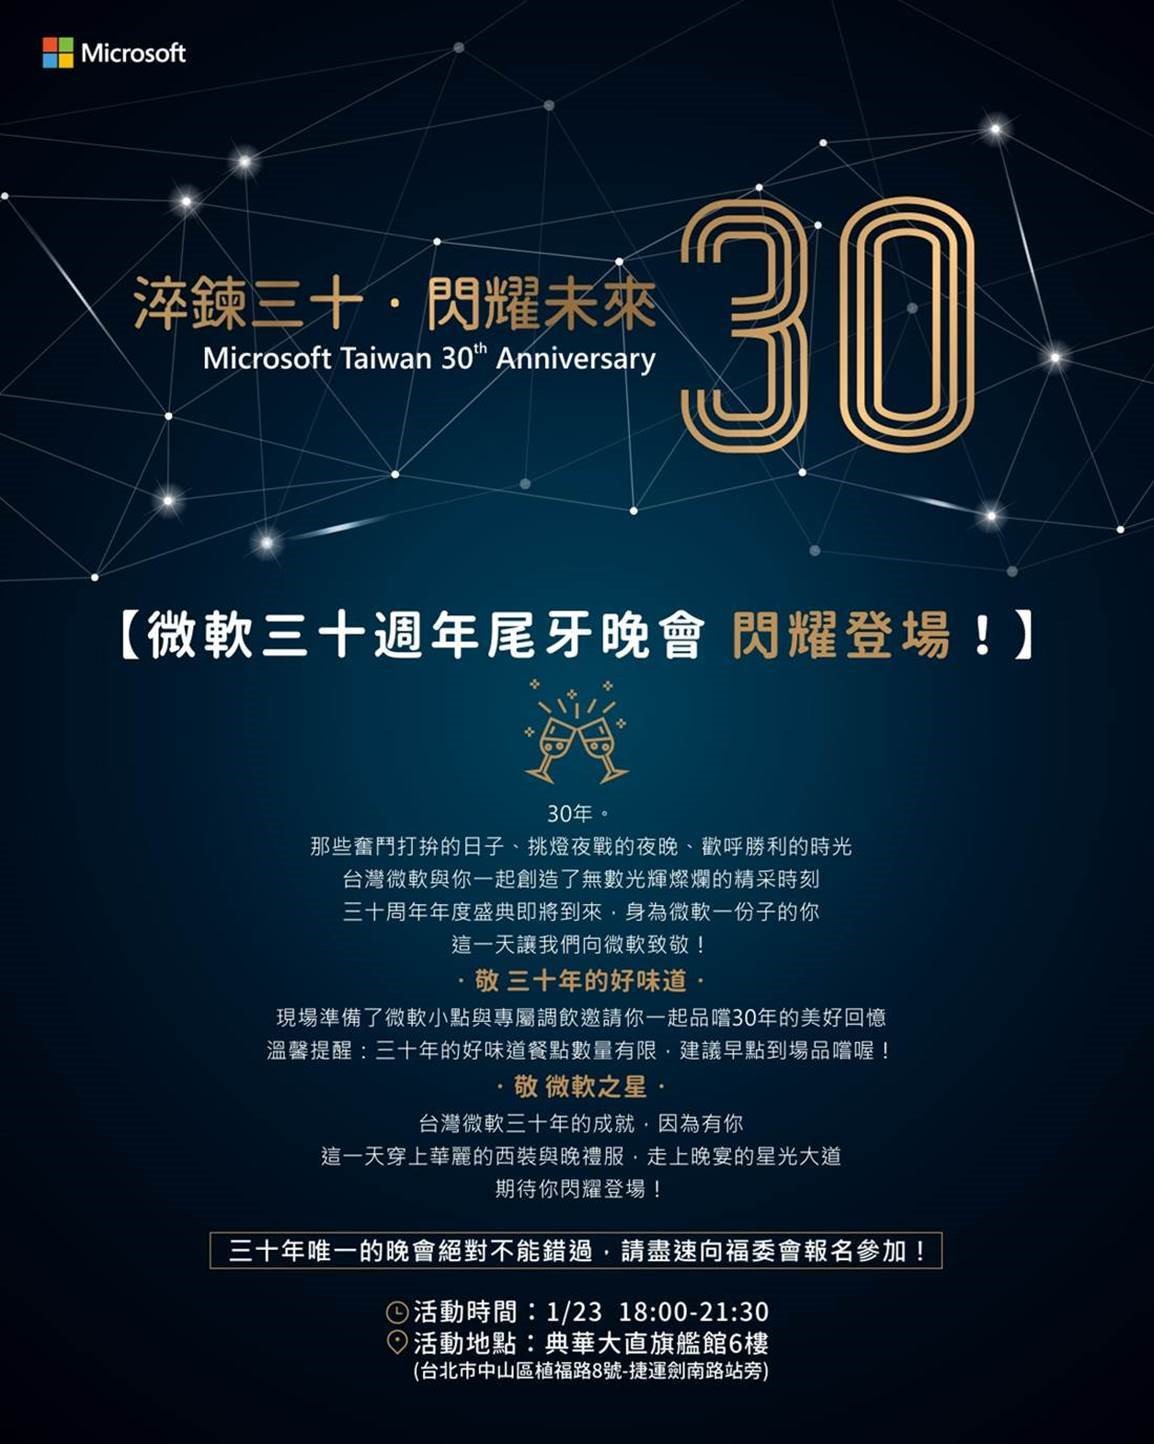 Microsoft
淬鍊三十·閃耀未來
Microsoft Taiwan 30th Anniversary
30
【微軟三十週年尾牙晚會 閃耀登場！】
30年。
那些奮鬥打拚的日子、挑燈夜戰的夜晚、歡呼勝利的時光
台灣微軟與你一起創造了無數光輝燦爛的精采時刻
三十周年年度盛典即將到來，身為微軟一份子的你
這一天讓我們向微軟致敬！
·敬 三十年的好味道·
現場準備了微軟小點與專屬調飲邀請你一起品嚐30年的美好回憶
溫馨提醒：三十年的好味道餐點數量有限，建議早點到場品嚐喔！
·敬 微軟之星·
台灣微軟三十年的成就，因為有你
這一天穿上華麗的西裝與晚禮服，走上晚宴的星光大道
期待你閃耀登場！
三十年唯一的晚會絕對不能錯過，請盡速向福委會報名參加！
活動時間：1/23 18:00-21:30
活動地點：典華大直旗艦館6樓
(台北市中山區植福路8號-捷運劍南路站旁)